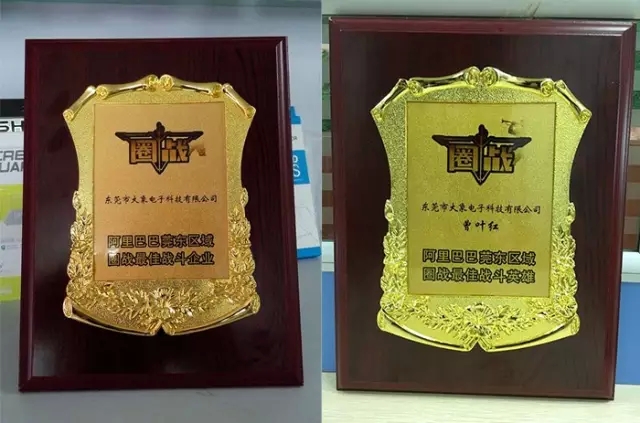 圈战
东莞市大象电子科技有限公司
阿里巴巴莞东区域
圈战最佳战斗企业
圈战
东莞市大象电子科技有限公司
曹叶红
阿里巴巴莞东区域
圈战最佳战斗英雄